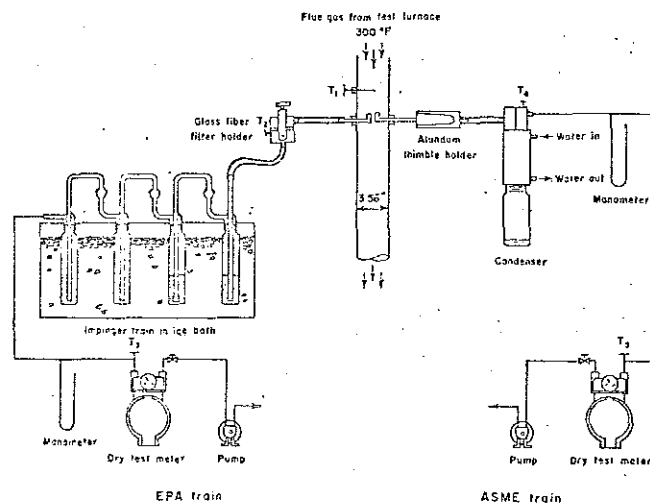 Flue gas from test furnace
300 °F
T₁
T₂
Glass fiber
filter holder
Alundum
thimble holder
T₄
Water in
Water out
Manometer
3.56"
Condenser
Impinger train in ice bath
T₃
Manometer
Dry test meter
Pump
T₃
Pump
Dry test meter
EPA train
ASME train